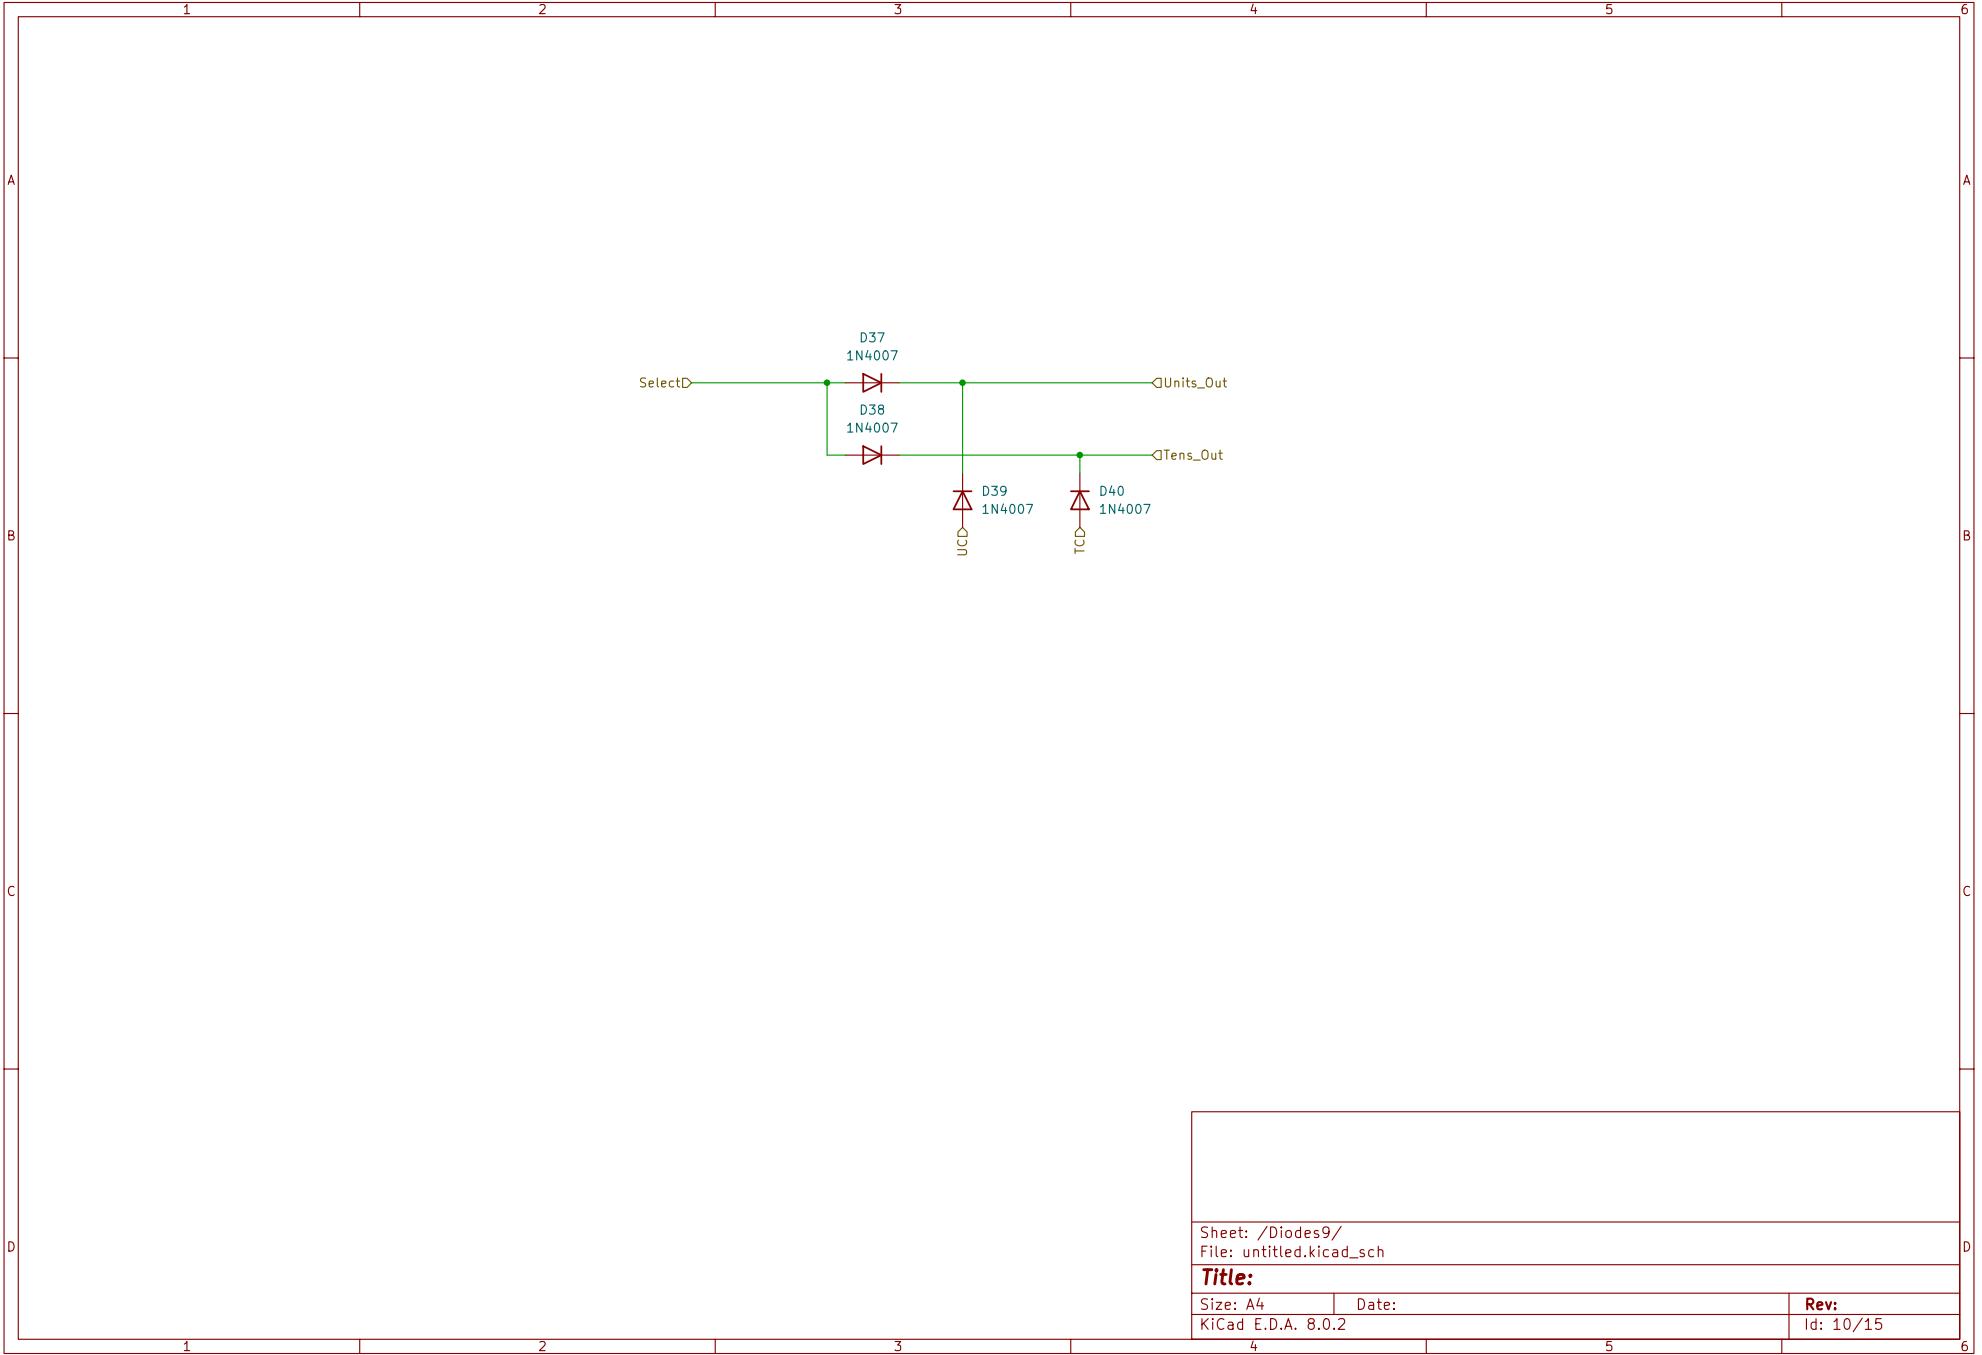 1 2 3 4 5 6
A A
D37
1N4007
Select Units_Out
D38
1N4007
Tens_Out
D39 D40
1N4007 1N4007
UC TC
B B
C C
Sheet: /Diodes9/
D D
File: untitled.kicad_sch
Title:
Size: A4 Date: Rev:
KiCad E.D.A. 8.0.2 Id: 10/15
1 2 3 4 5 6